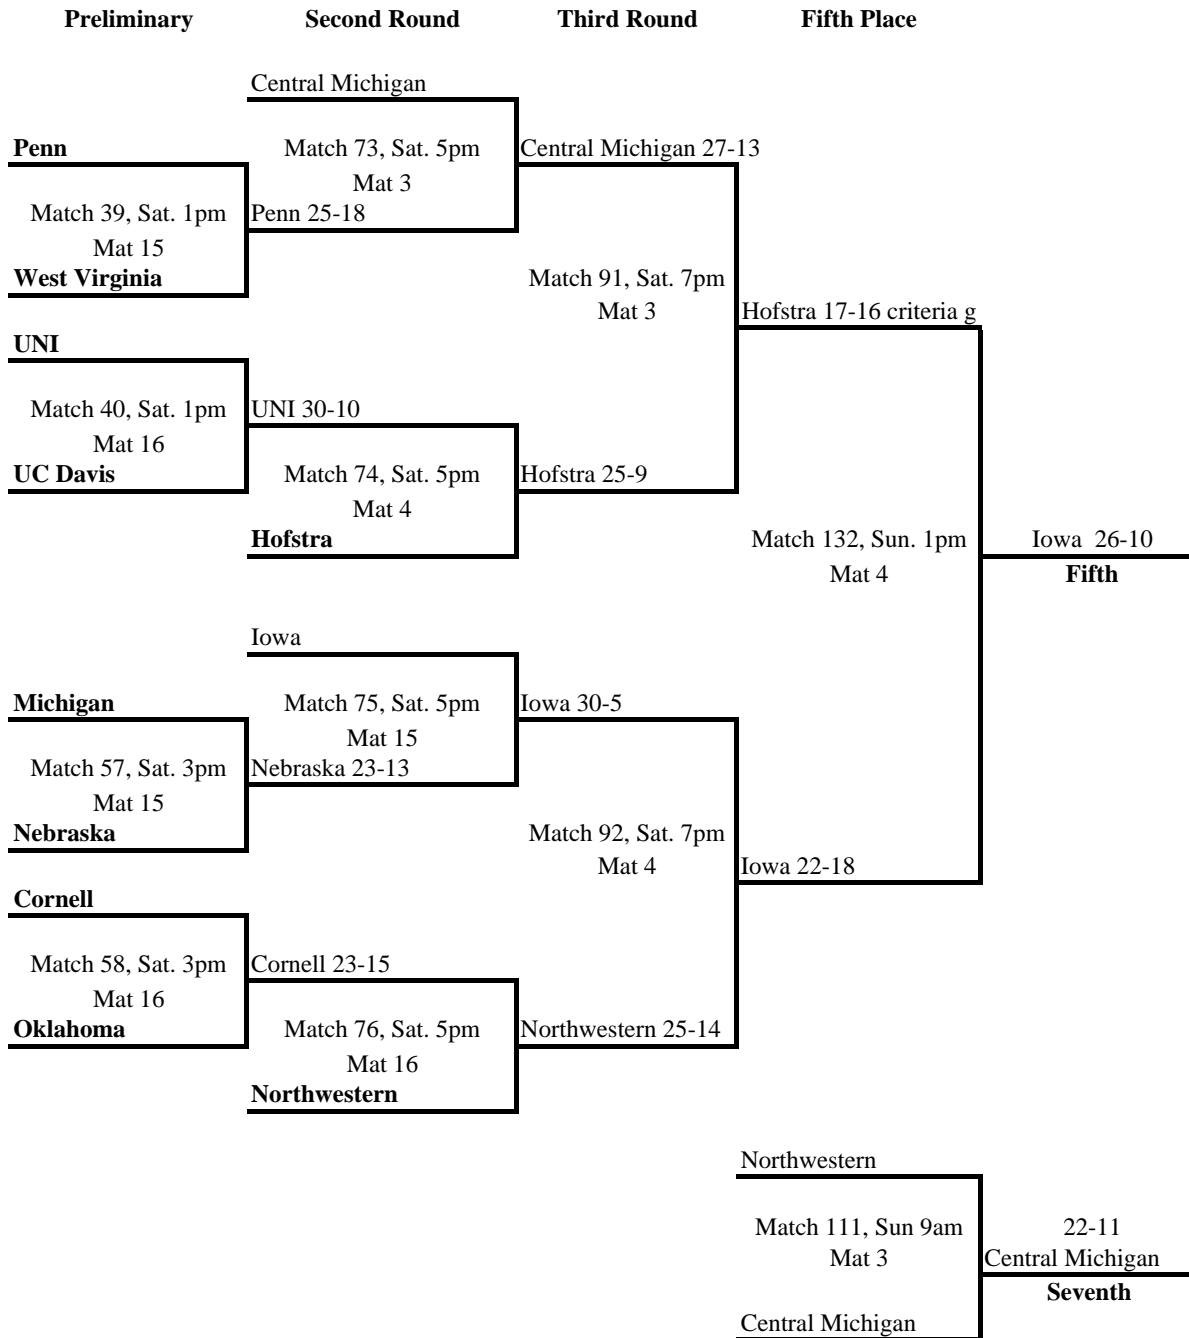 Preliminary Second Round Third Round Fifth Place
Central Michigan
Penn Match 73, Sat. 5pm Central Michigan 27-13
Mat 3
Match 39, Sat. 1pm Penn 25-18
Mat 15
West Virginia Match 91, Sat. 7pm
Mat 3 Hofstra 17-16 criteria g
UNI
Match 40, Sat. 1pm UNI 30-10
Mat 16
UC Davis Match 74, Sat. 5pm Hofstra 25-9
Mat 4
Hofstra Match 132, Sun. 1pm Iowa  26-10
Mat 4 Fifth
Iowa
Michigan Match 75, Sat. 5pm Iowa 30-5
Mat 15
Match 57, Sat. 3pm Nebraska 23-13
Mat 15
Nebraska Match 92, Sat. 7pm
Mat 4 Iowa 22-18
Cornell
Match 58, Sat. 3pm Cornell 23-15
Mat 16
Oklahoma Match 76, Sat. 5pm Northwestern 25-14
Mat 16
Northwestern
Northwestern
Match 111, Sun 9am 22-11
Mat 3 Central Michigan
Seventh
Central Michigan